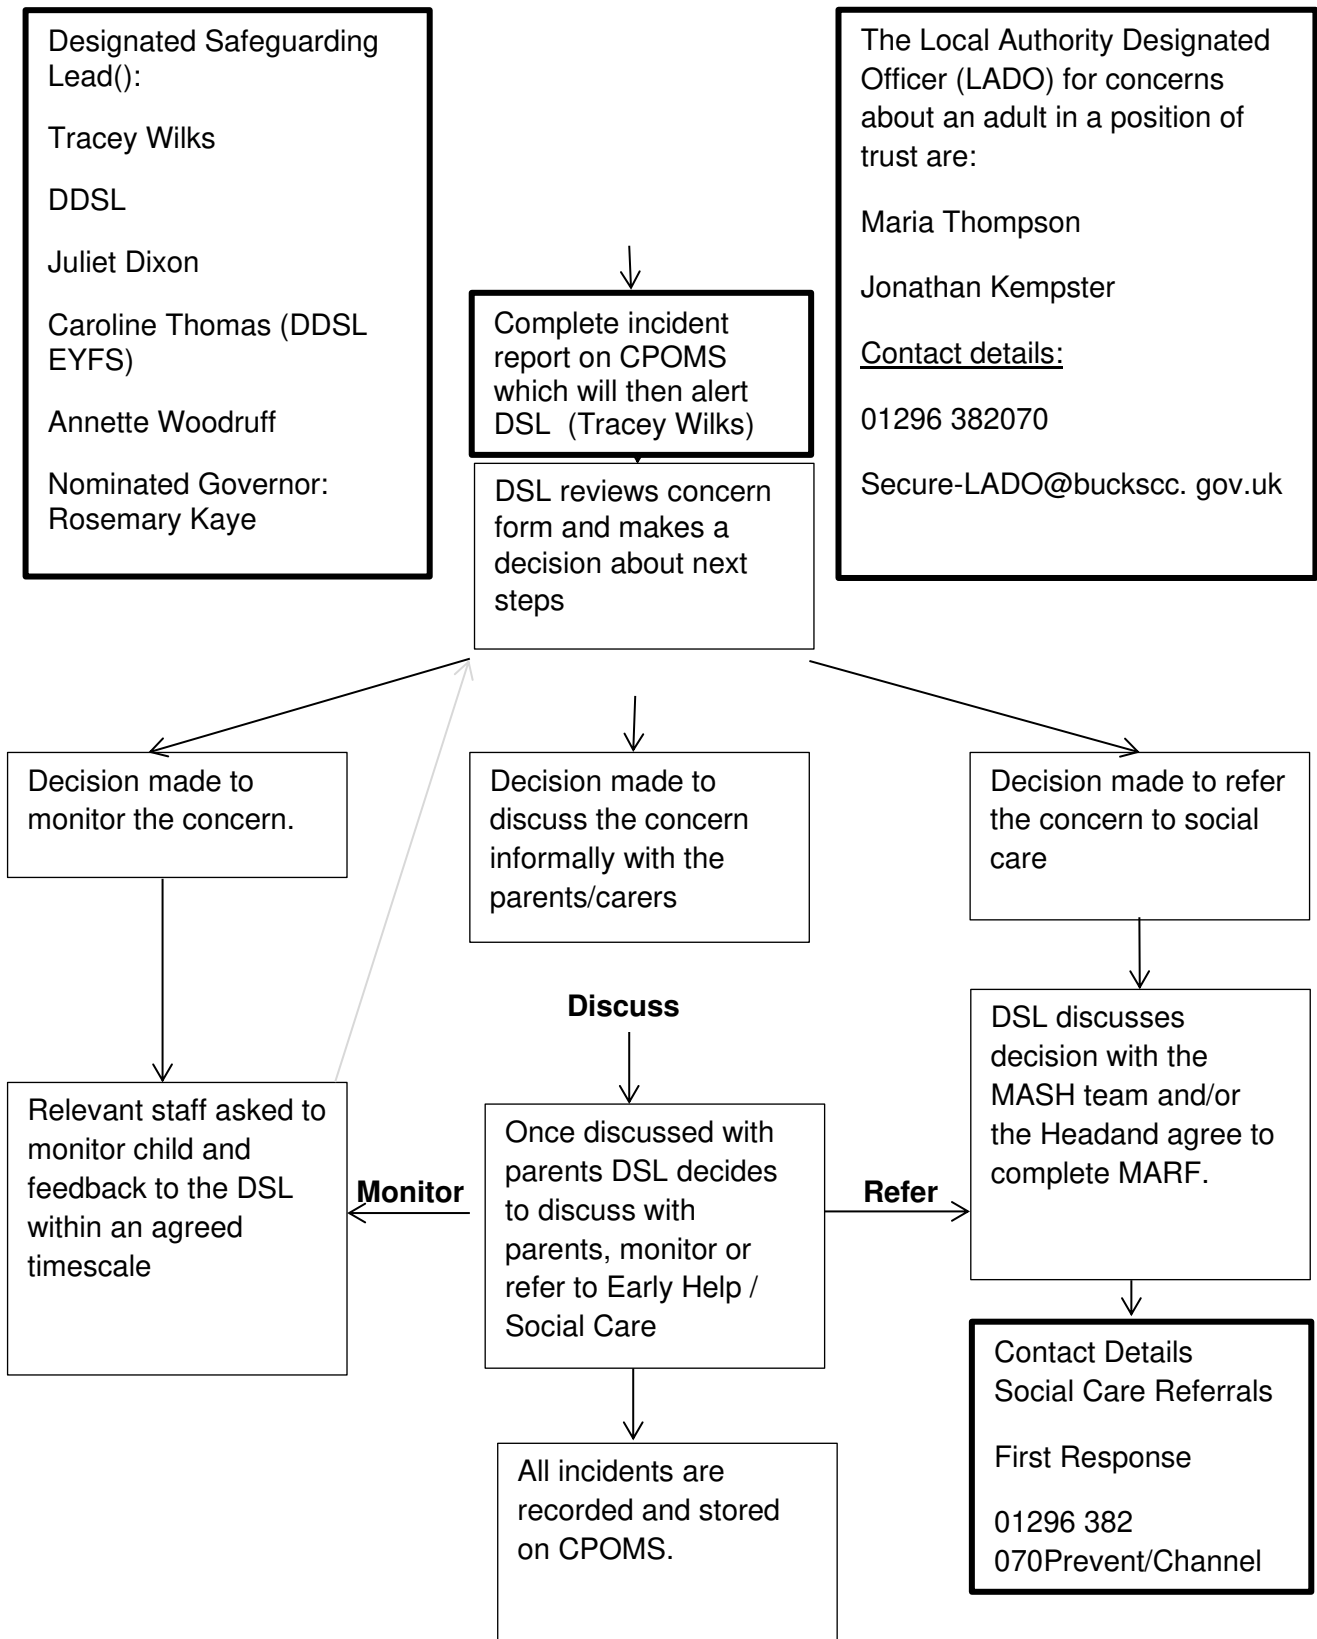 Designated Safeguarding
Lead():
Tracey Wilks
DDSL
Juliet Dixon
Caroline Thomas (DDSL
EYFS)
Annette Woodruff
Nominated Governor:
Rosemary Kaye
The Local Authority Designated
Officer (LADO) for concerns
about an adult in a position of
trust are:
Maria Thompson
Jonathan Kempster
Contact details:
01296 382070
Secure-LADO@buckscc. gov.uk
Complete incident
report on CPOMS
which will then alert
DSL  (Tracey Wilks)
DSL reviews concern
form and makes a
decision about next
steps
Decision made to
monitor the concern.
Decision made to
discuss the concern
informally with the
parents/carers
Decision made to refer
the concern to social
care
Discuss
Relevant staff asked to
monitor child and
feedback to the DSL
within an agreed
timescale
Monitor
Once discussed with
parents DSL decides
to discuss with
parents, monitor or
refer to Early Help /
Social Care
Refer
DSL discusses
decision with the
MASH team and/or
the Headand agree to
complete MARF.
All incidents are
recorded and stored
on CPOMS.
Contact Details
Social Care Referrals
First Response
01296 382
070Prevent/Channel